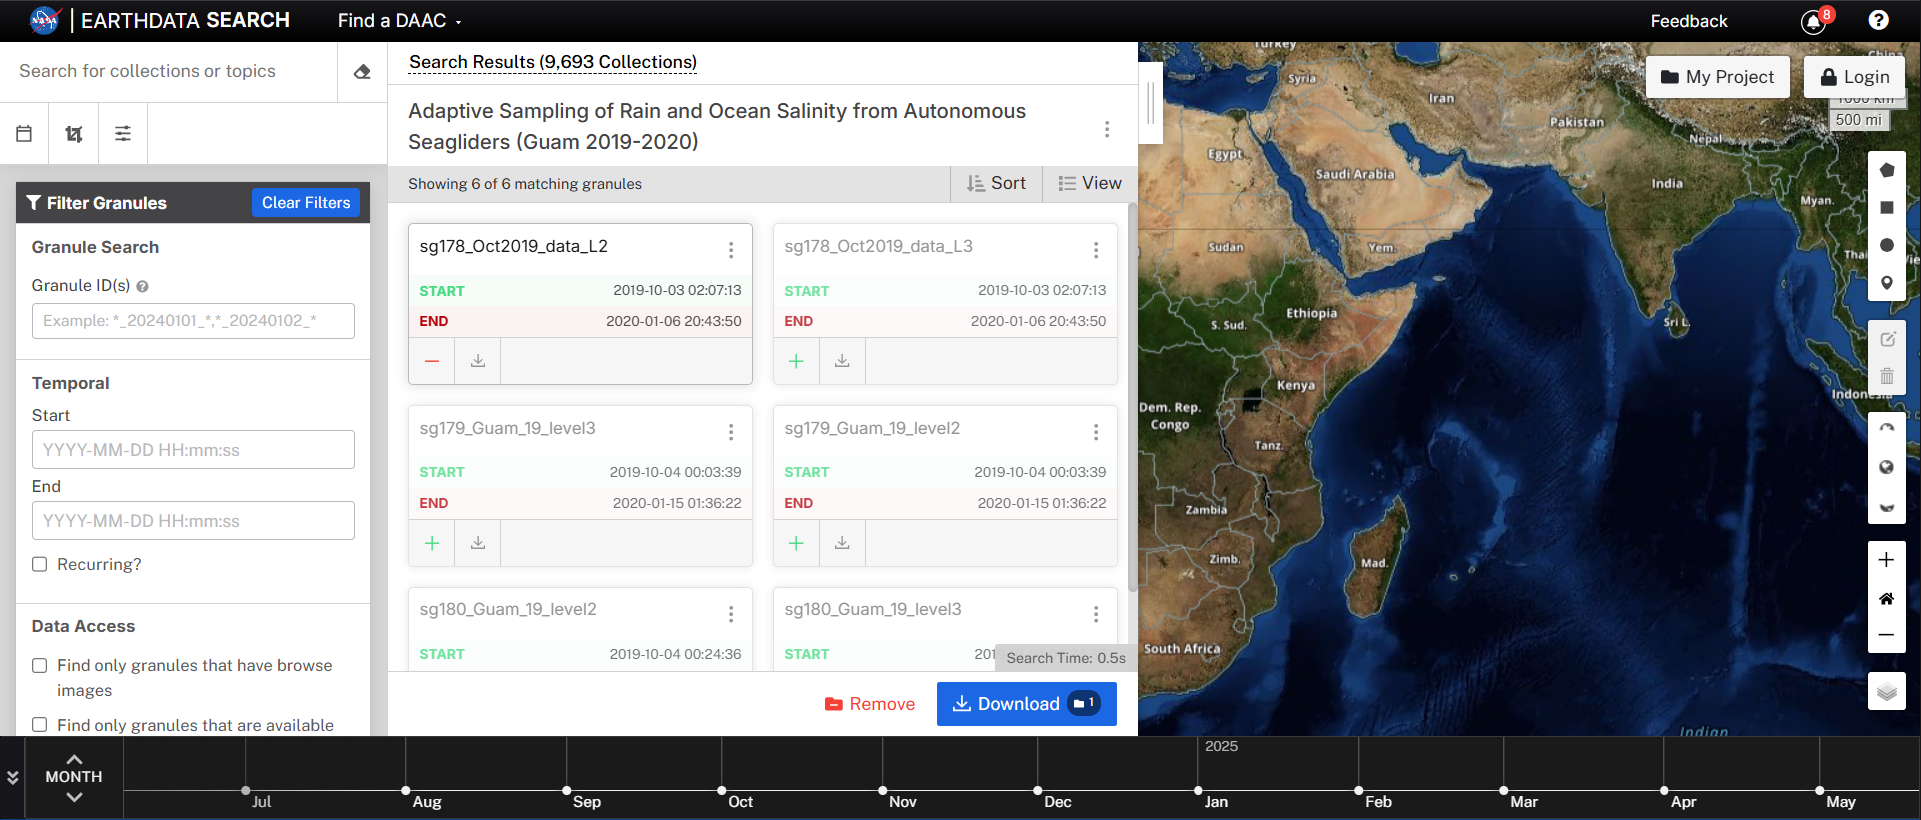 NASA | EARTHDATA SEARCH
Find a DAAC
Feedback
8
?
Search for collections or topics
Search Results (9,693 Collections)
Adaptive Sampling of Rain and Ocean Salinity from Autonomous
Seagliders (Guam 2019-2020)
Showing 6 of 6 matching granules
Sort
View
Filter Granules
Clear Filters
Granule Search
Granule ID(s) ?
Example: *_20240101_*,*_20240102_*
Temporal
Start
YYYY-MM-DD HH:mm:ss
End
YYYY-MM-DD HH:mm:ss
Recurring?
Data Access
Find only granules that have browse
images
Find only granules that are available
sg178_Oct2019_data_L2
START 2019-10-03 02:07:13
END 2020-01-06 20:43:50
sg178_Oct2019_data_L3
START 2019-10-03 02:07:13
END 2020-01-06 20:43:50
sg179_Guam_19_level3
START 2019-10-04 00:03:39
END 2020-01-15 01:36:22
sg179_Guam_19_level2
START 2019-10-04 00:03:39
END 2020-01-15 01:36:22
sg180_Guam_19_level2
START 2019-10-04 00:24:36
sg180_Guam_19_level3
START 201
Search Time: 0.5s
Remove
Download 1
My Project
Login
1000 km
500 mi
Turkey
Syria
Iran
China
Pakistan
Nepal
Egypt
Saudi Arabia
India
Myan.
Sudan
Yem.
Thai
Vie
Ethiopia
S. Sud.
Sri L.
Kenya
Indonesia
Dem. Rep.
Congo
Tanz.
Zambia
Zimb.
Mad.
South Africa
Indian
MONTH
2025
Jul
Aug
Sep
Oct
Nov
Dec
Jan
Feb
Mar
Apr
May